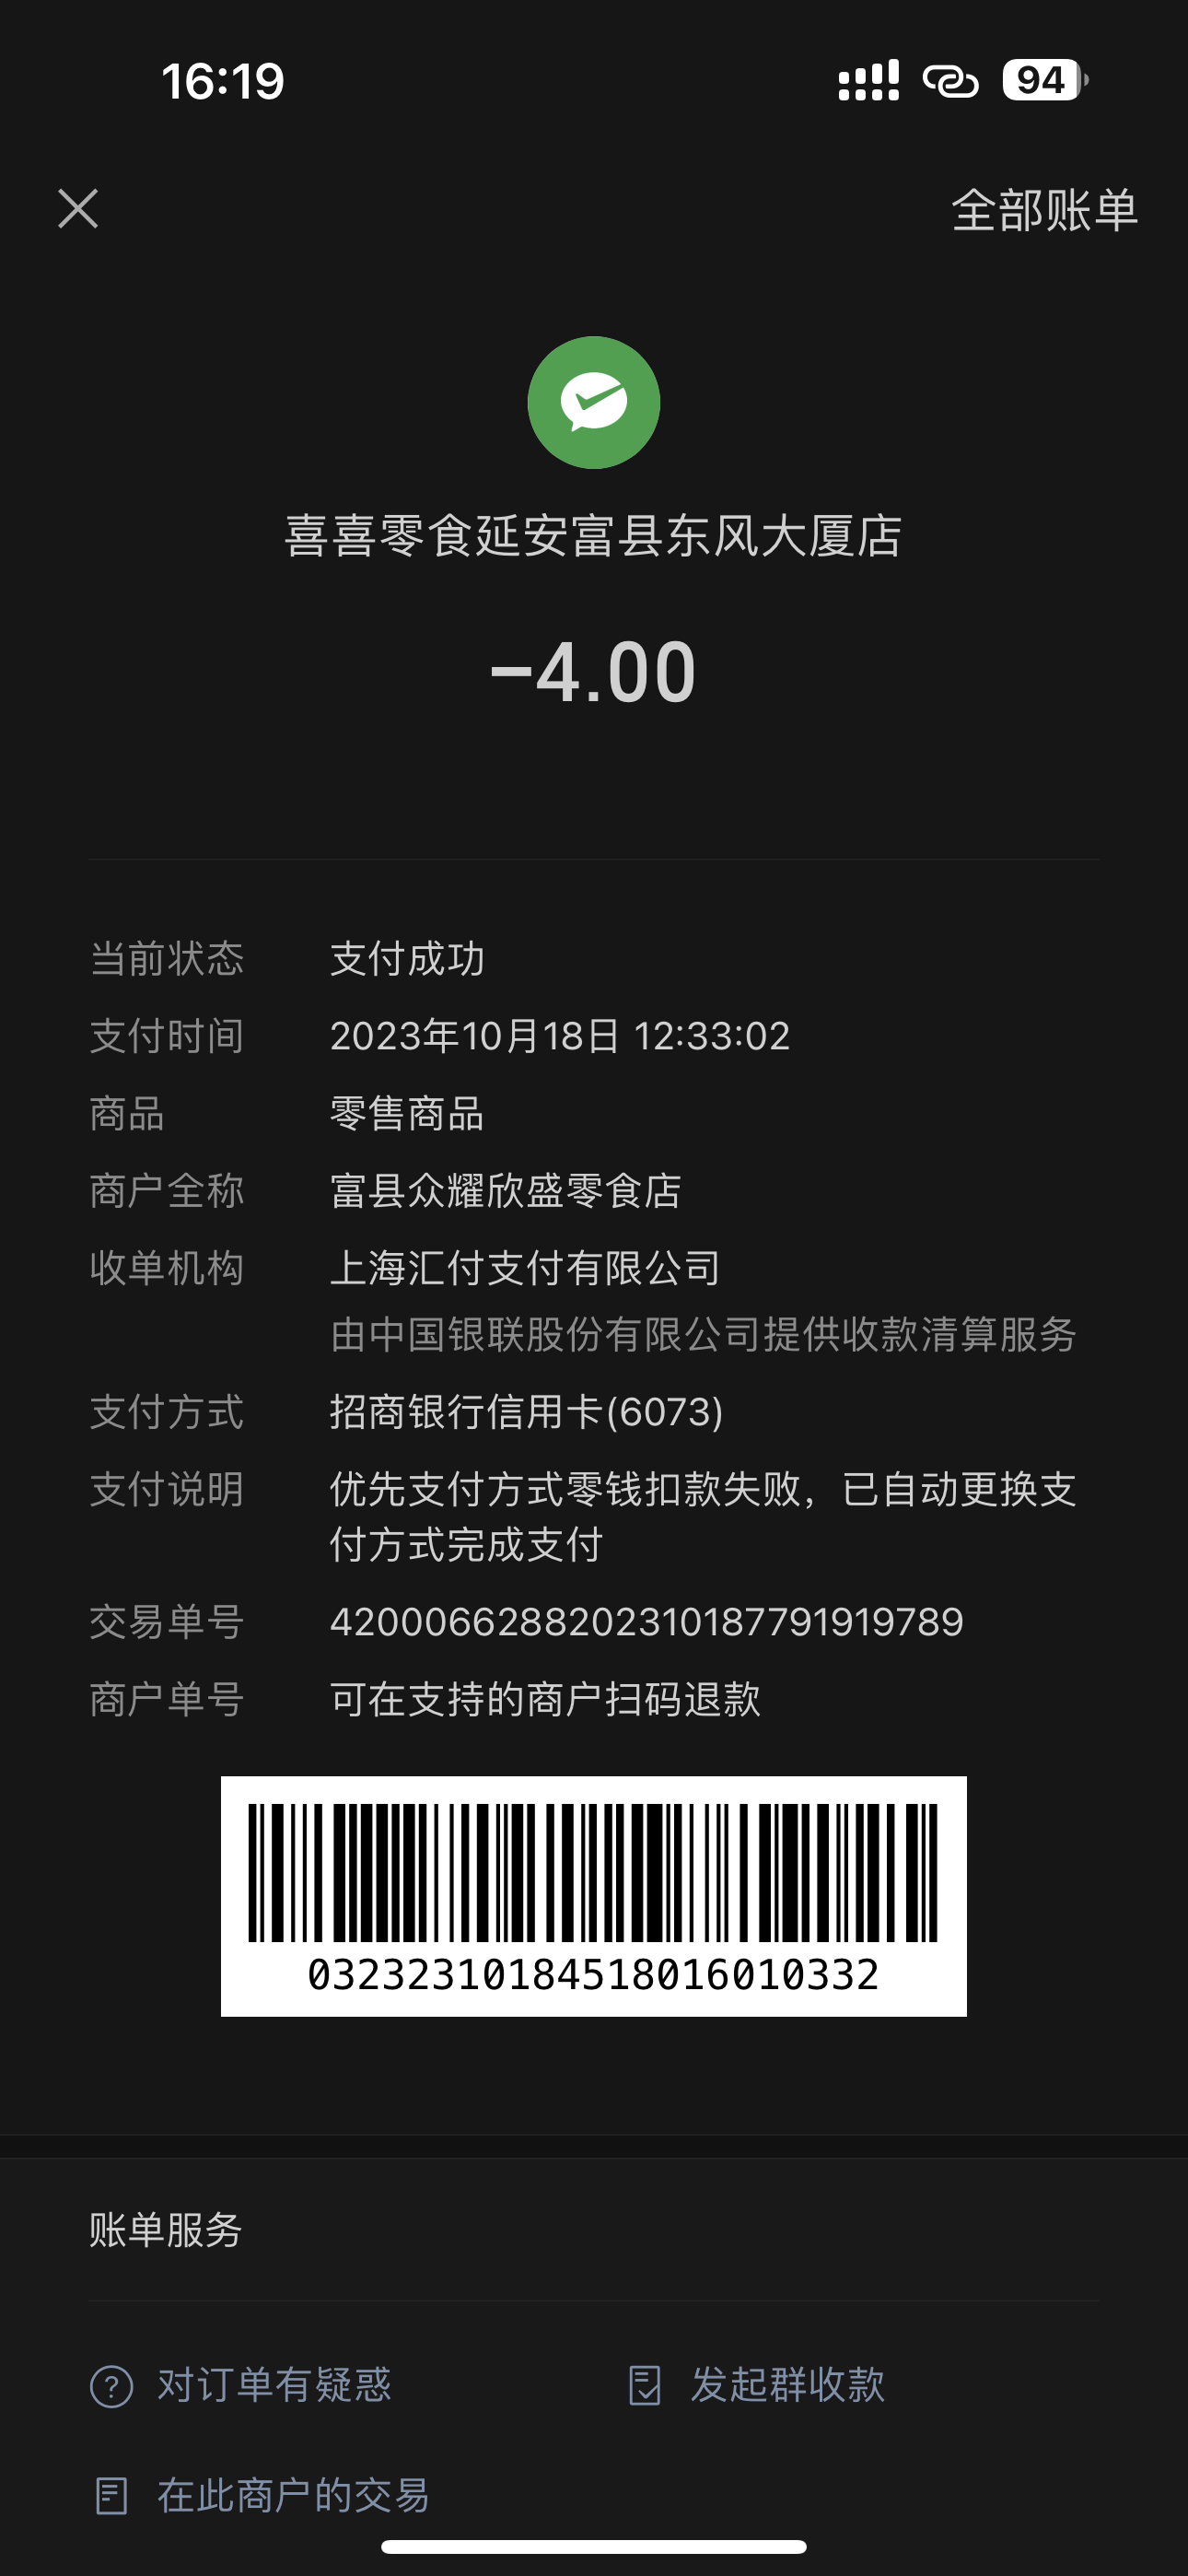 16:19
94
全部账单
喜喜零食延安富县东风大厦店
-4.00
当前状态 支付成功
支付时间 2023年10月18日 12:33:02
商品 零售商品
商户全称 富县众耀欣盛零食店
收单机构 上海汇付支付有限公司
由中国银联股份有限公司提供收款清算服务
支付方式 招商银行信用卡(6073)
支付说明 优先支付方式零钱扣款失败，已自动更换支
付方式完成支付
交易单号 4200066288202310187791919789
商户单号 可在支持的商户扫码退款
03232310184518016010332
账单服务
对订单有疑惑 发起群收款
在此商户的交易